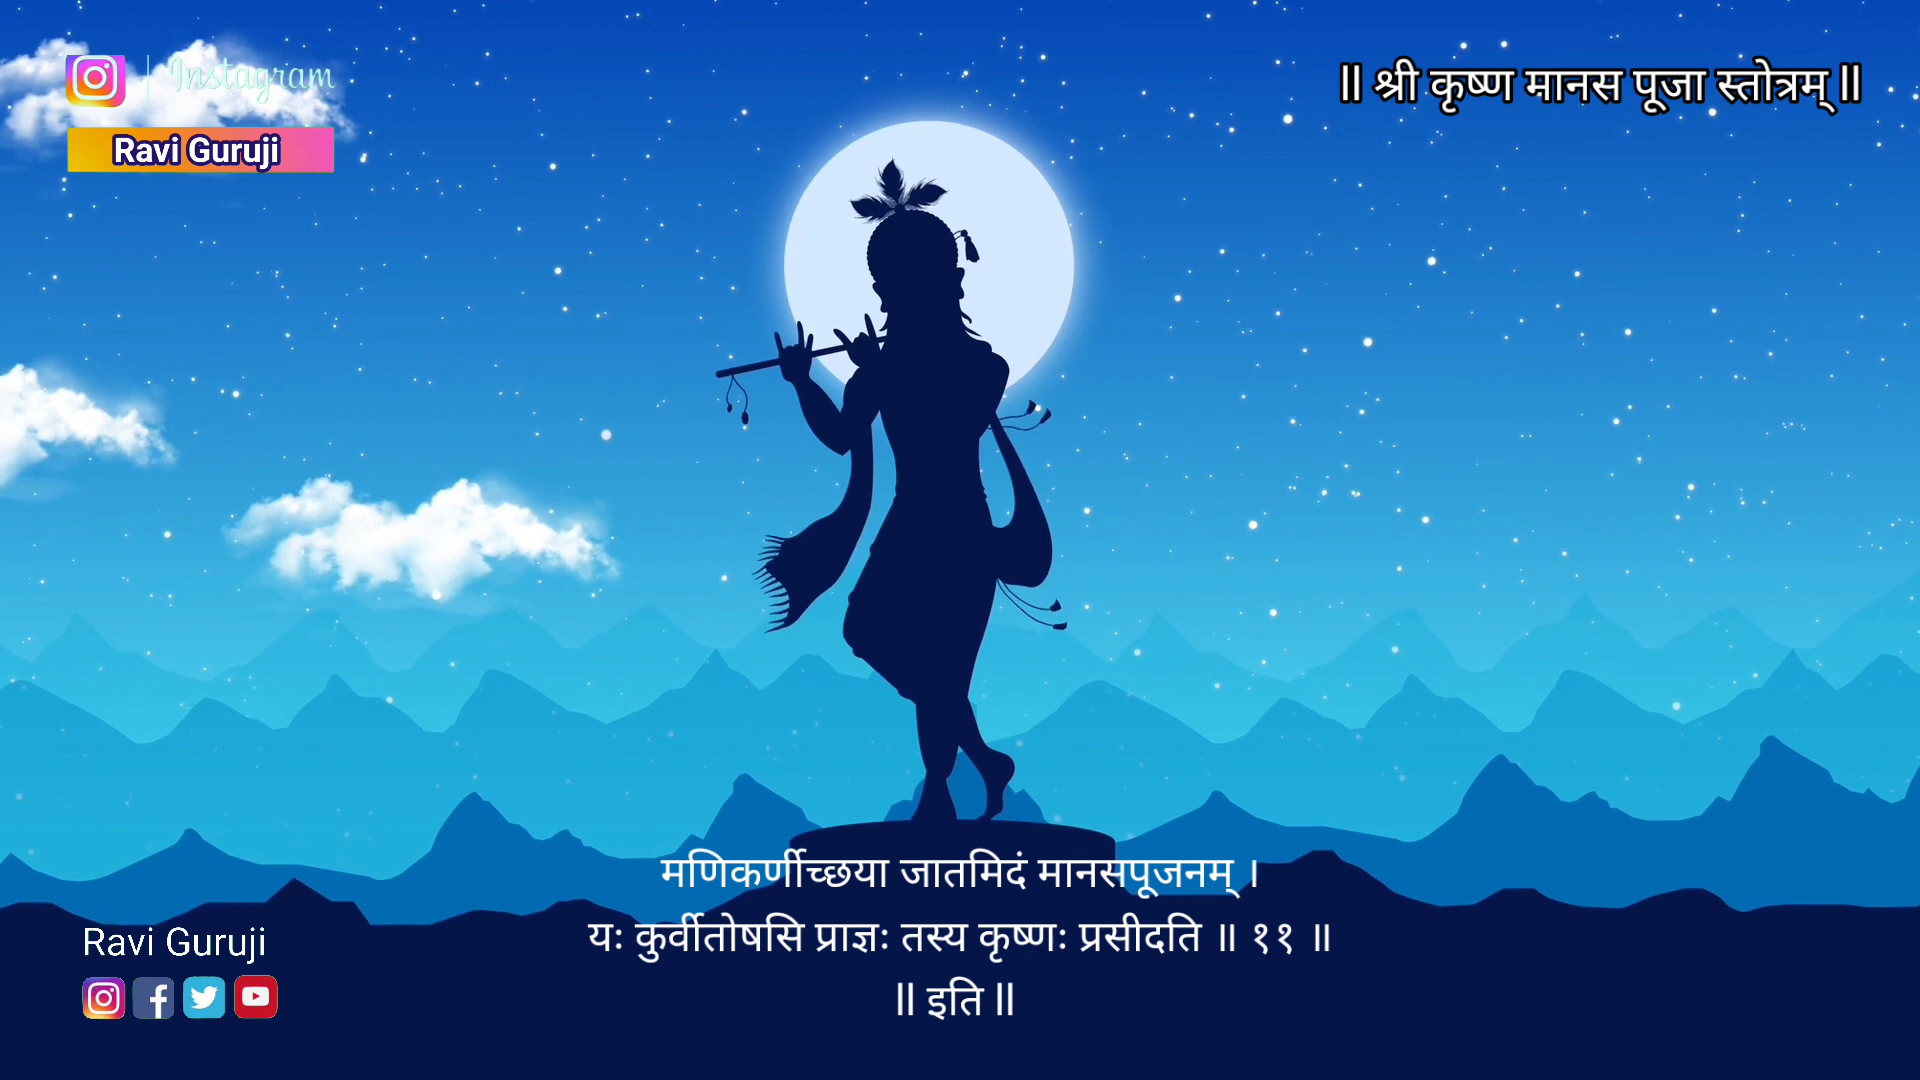 Instagram
॥ श्री कृष्ण मानस पूजा स्तोत्रम् ॥
Ravi Guruji
मणिकर्णीच्छया जातमिदं मानसपूजनम् ।
यः कुर्वीतोषसि प्राज्ञः तस्य कृष्णः प्रसीदति ॥ ११ ॥
॥ इति ॥
Ravi Guruji